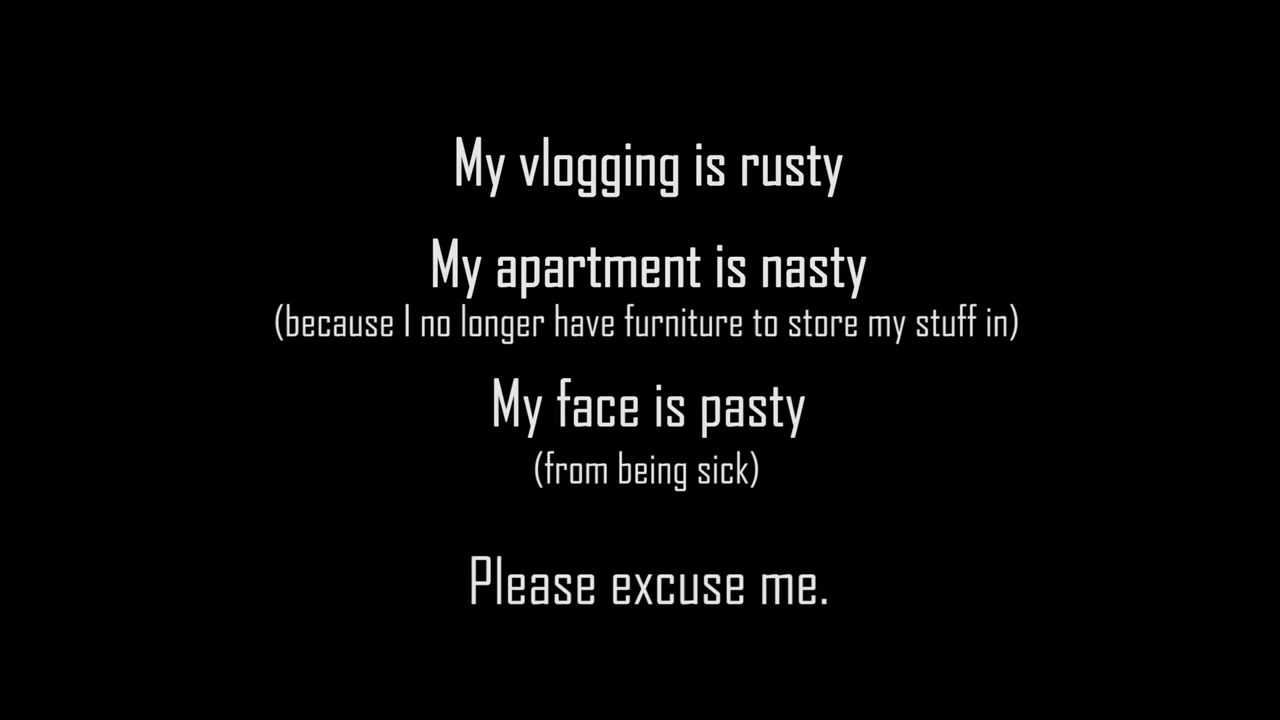 My vlogging is rusty
My apartment is nasty
(because I no longer have furniture to store my stuff in)
My face is pasty
(from being sick)
Please excuse me.